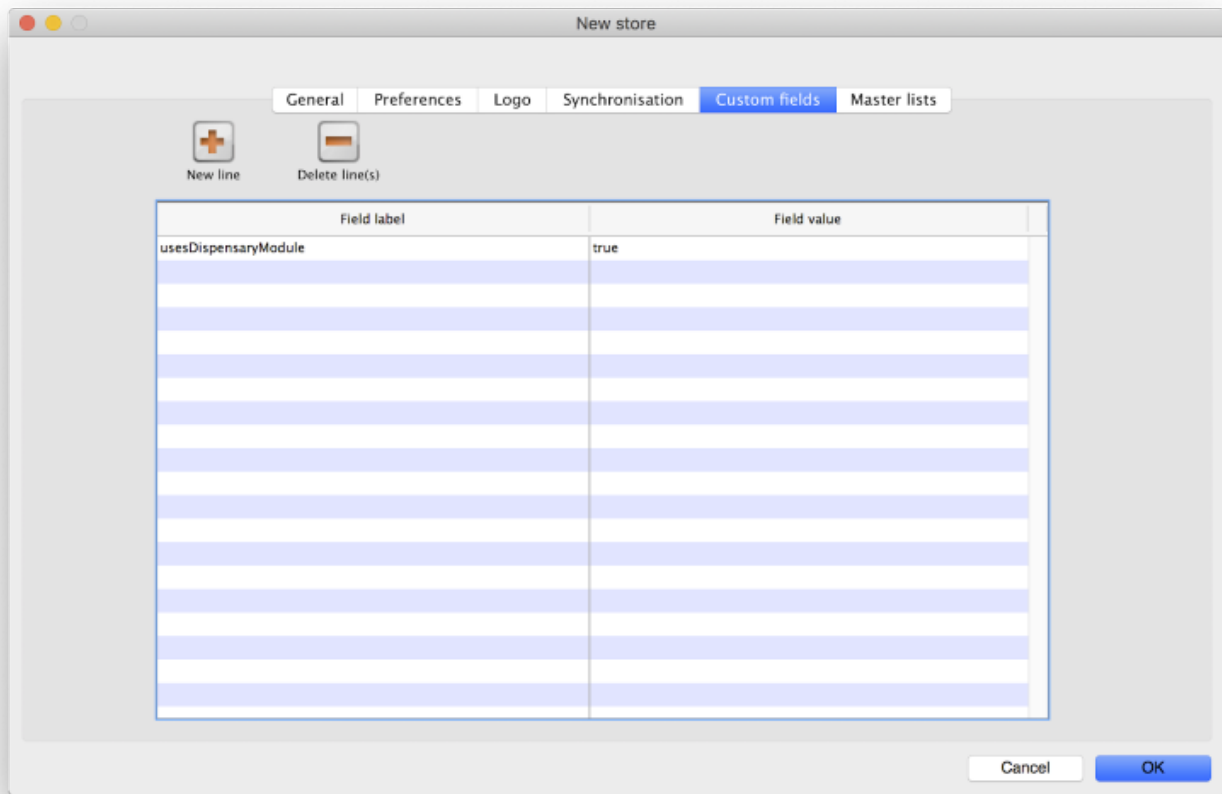 New store
General Preferences Logo Synchronisation Custom fields Master lists
New line Delete line(s)
Field label Field value
usesDispensaryModule true
Cancel OK